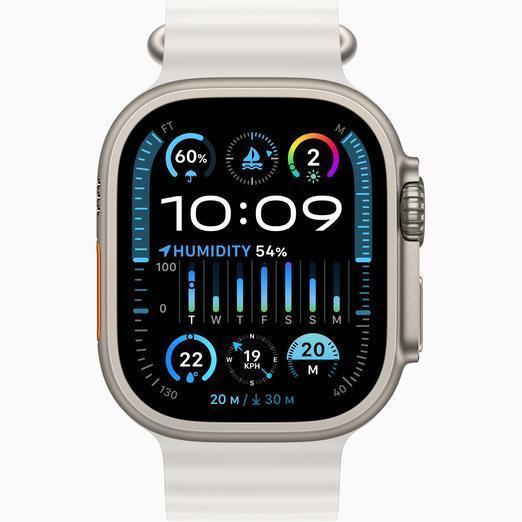 FT
M
60%
2
10:09
HUMIDITY 54%
100
0
T W T F S S M
22
N
W 19 E
KPH
S
20
M
130
40
20 M / ↓ 30 M